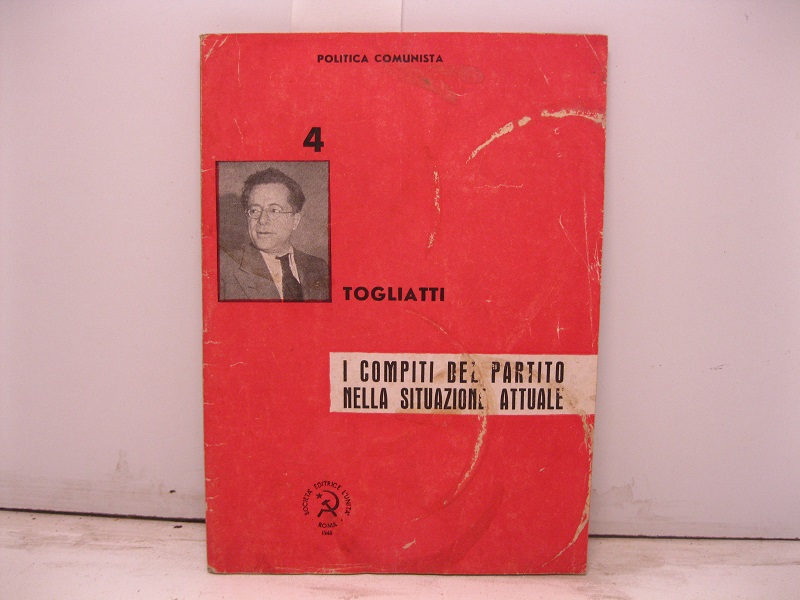 POLITICA COMUNISTA
4
TOGLIATTI
I COMPITI DEL PARTITO
NELLA SITUAZIONE ATTUALE
SOCIETÀ EDITRICE L'UNITÀ
ROMA